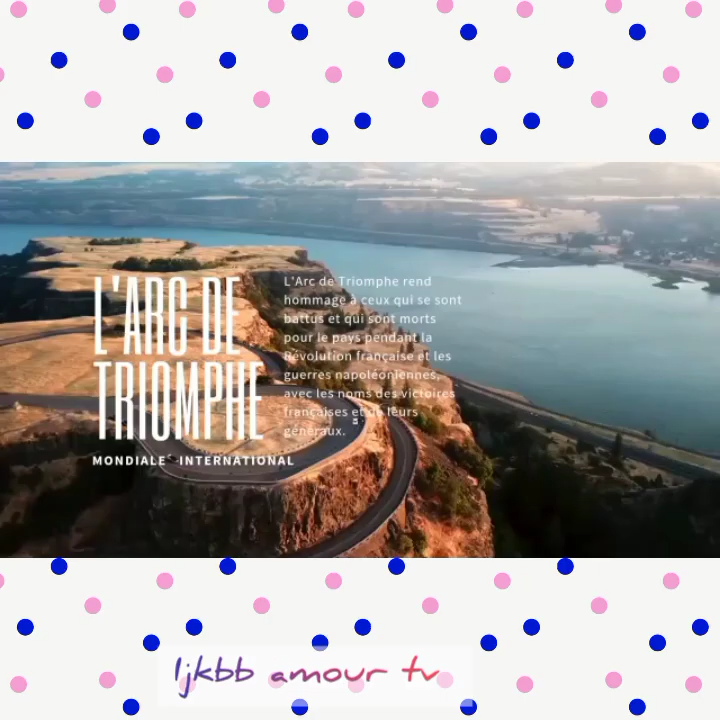 L'ARC DE
TRIOMPHE
MONDIALE INTERNATIONAL
L'Arc de Triomphe rend
hommage à ceux qui se sont
battus et qui sont morts
pour le pays pendant la
Révolution française et les
guerres napoléoniennes,
avec les noms des victoires
françaises et de leurs
généraux.
ljkbb amour tv